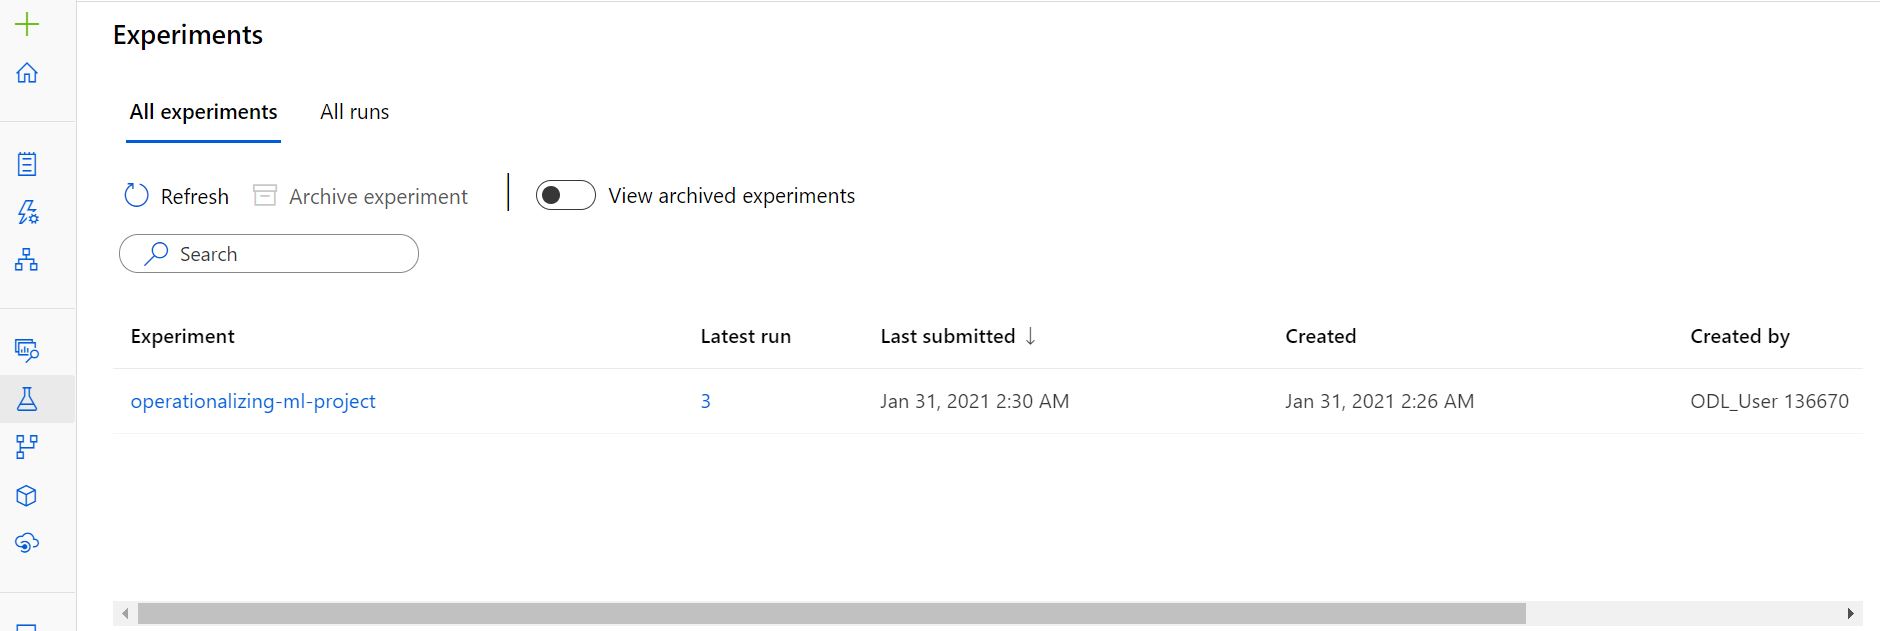 Experiments
All experiments All runs
Refresh Archive experiment View archived experiments
Search
Experiment Latest run Last submitted ↓ Created Created by
operationalizing-ml-project 3 Jan 31, 2021 2:30 AM Jan 31, 2021 2:26 AM ODL_User 136670